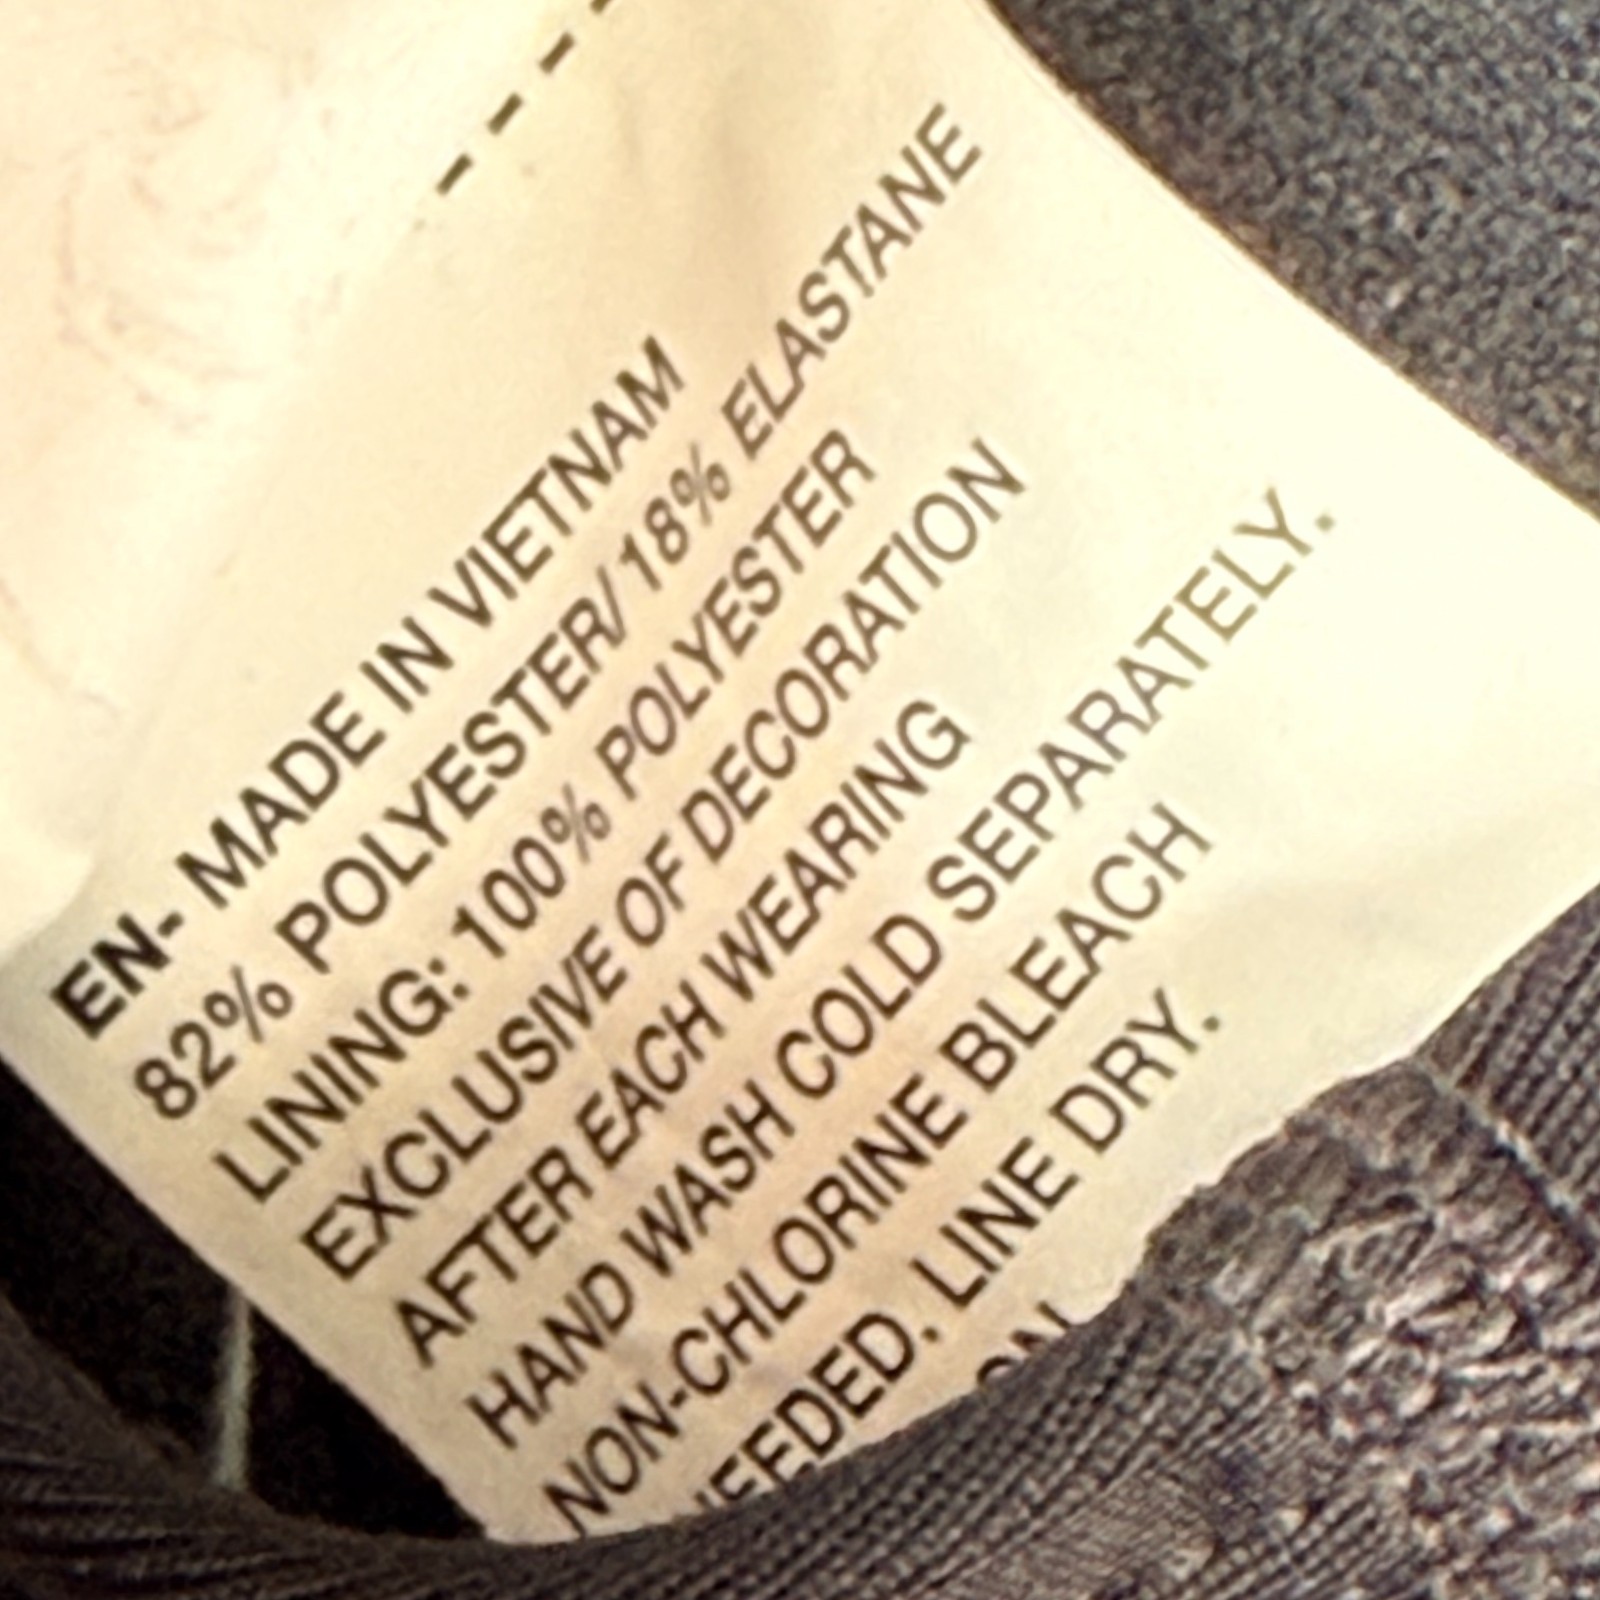 EN- MADE IN VIETNAM
82% POLYESTER/ 18% ELASTANE
LINING: 100% POLYESTER
EXCLUSIVE OF DECORATION
AFTER EACH WEARING
HAND WASH COLD SEPARATELY.
NON-CHLORINE BLEACH
NEEDED. LINE DRY.